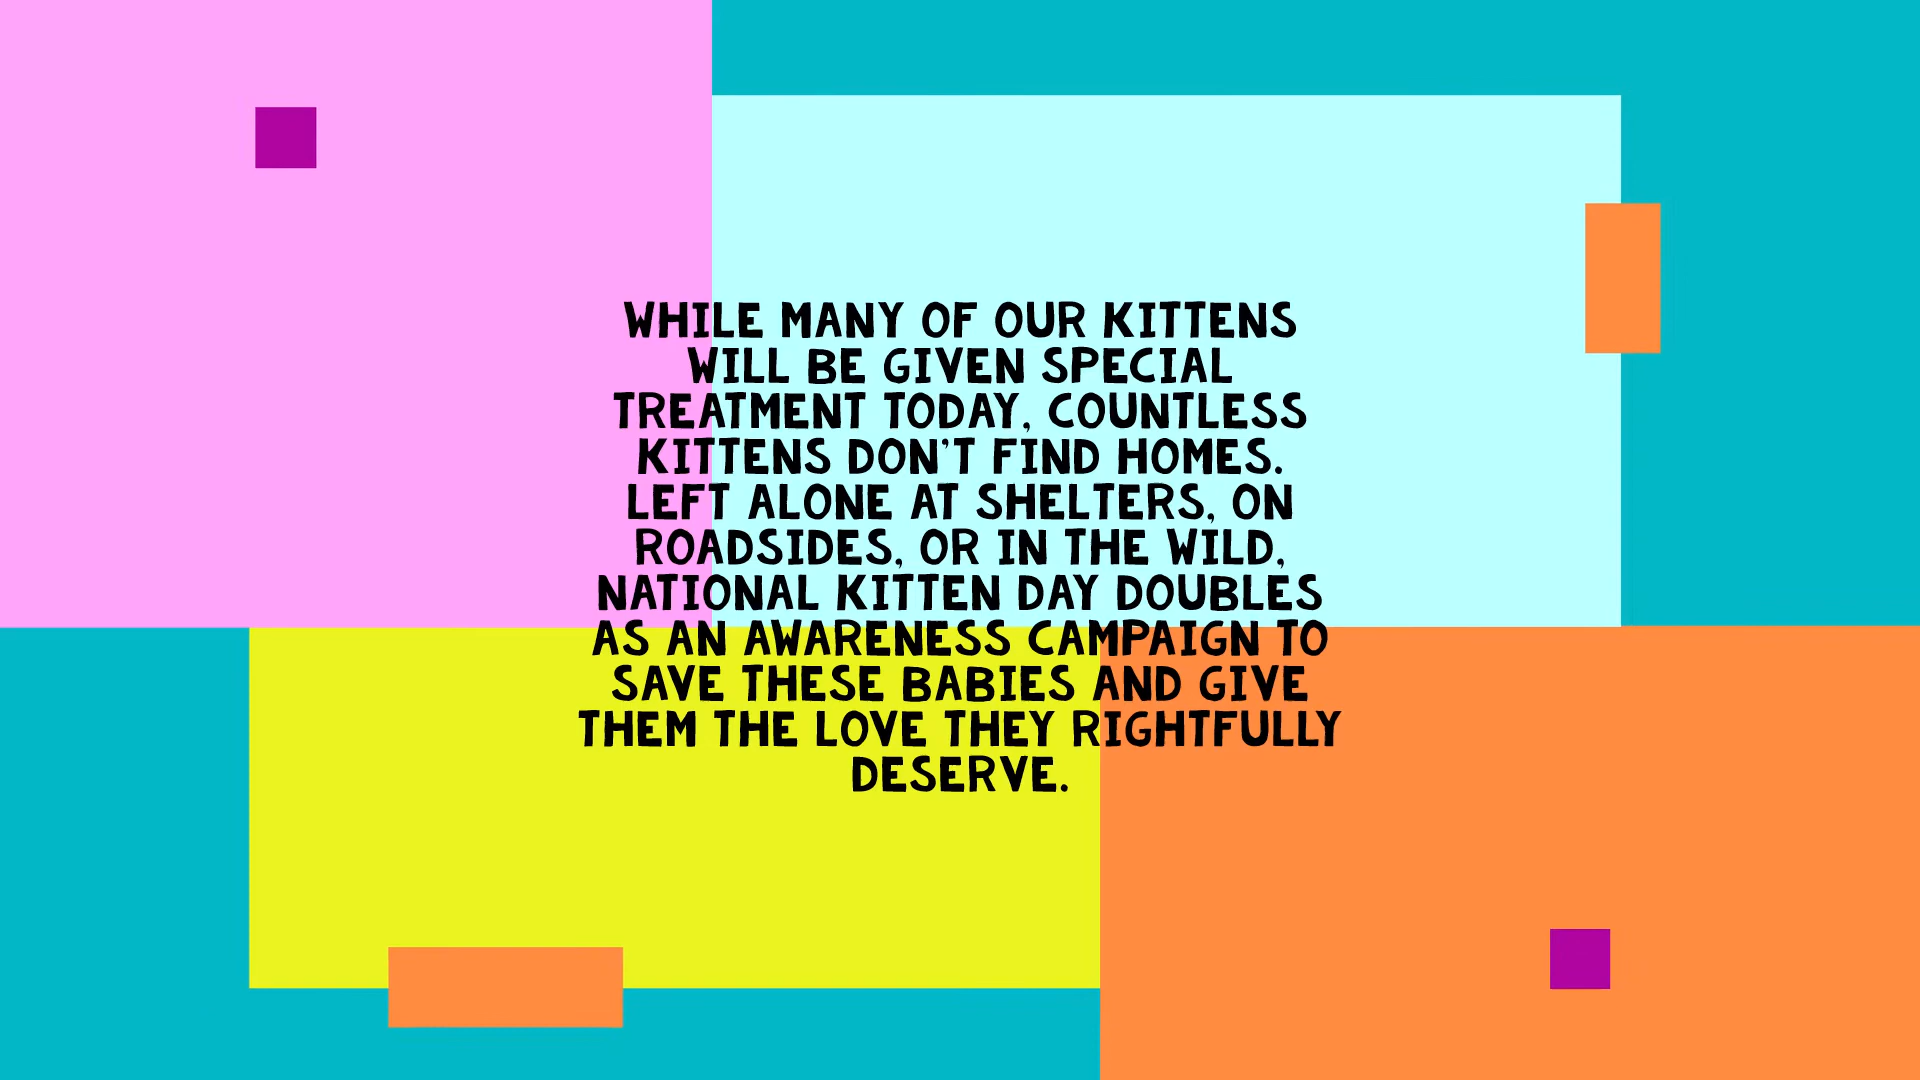 WHILE MANY OF OUR KITTENS
WILL BE GIVEN SPECIAL
TREATMENT TODAY, COUNTLESS
KITTENS DON'T FIND HOMES.
LEFT ALONE AT SHELTERS, ON
ROADSIDES, OR IN THE WILD,
NATIONAL KITTEN DAY DOUBLES
AS AN AWARENESS CAMPAIGN TO
SAVE THESE BABIES AND GIVE
THEM THE LOVE THEY RIGHTFULLY
DESERVE.